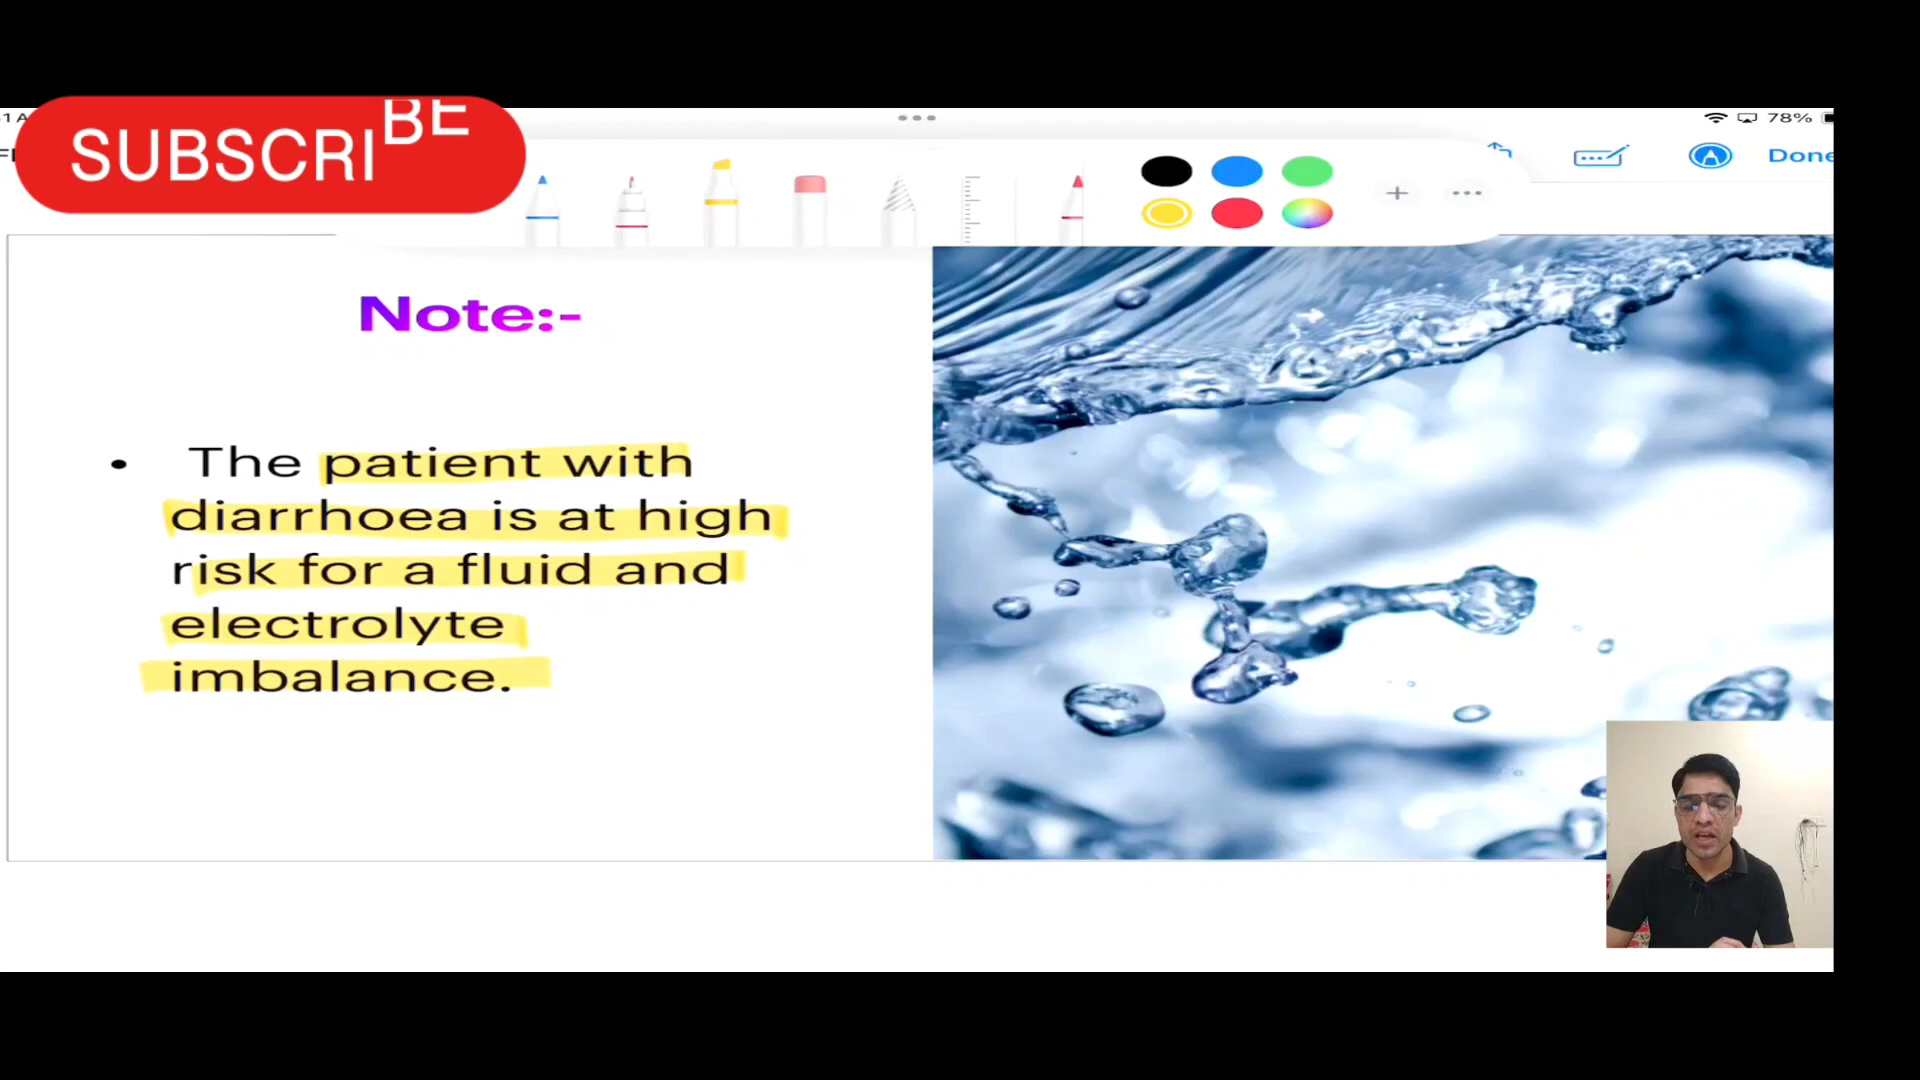 SUBSCRIBE
78%
Done
Note:-
• The patient with
diarrhoea is at high
risk for a fluid and
electrolyte
imbalance.